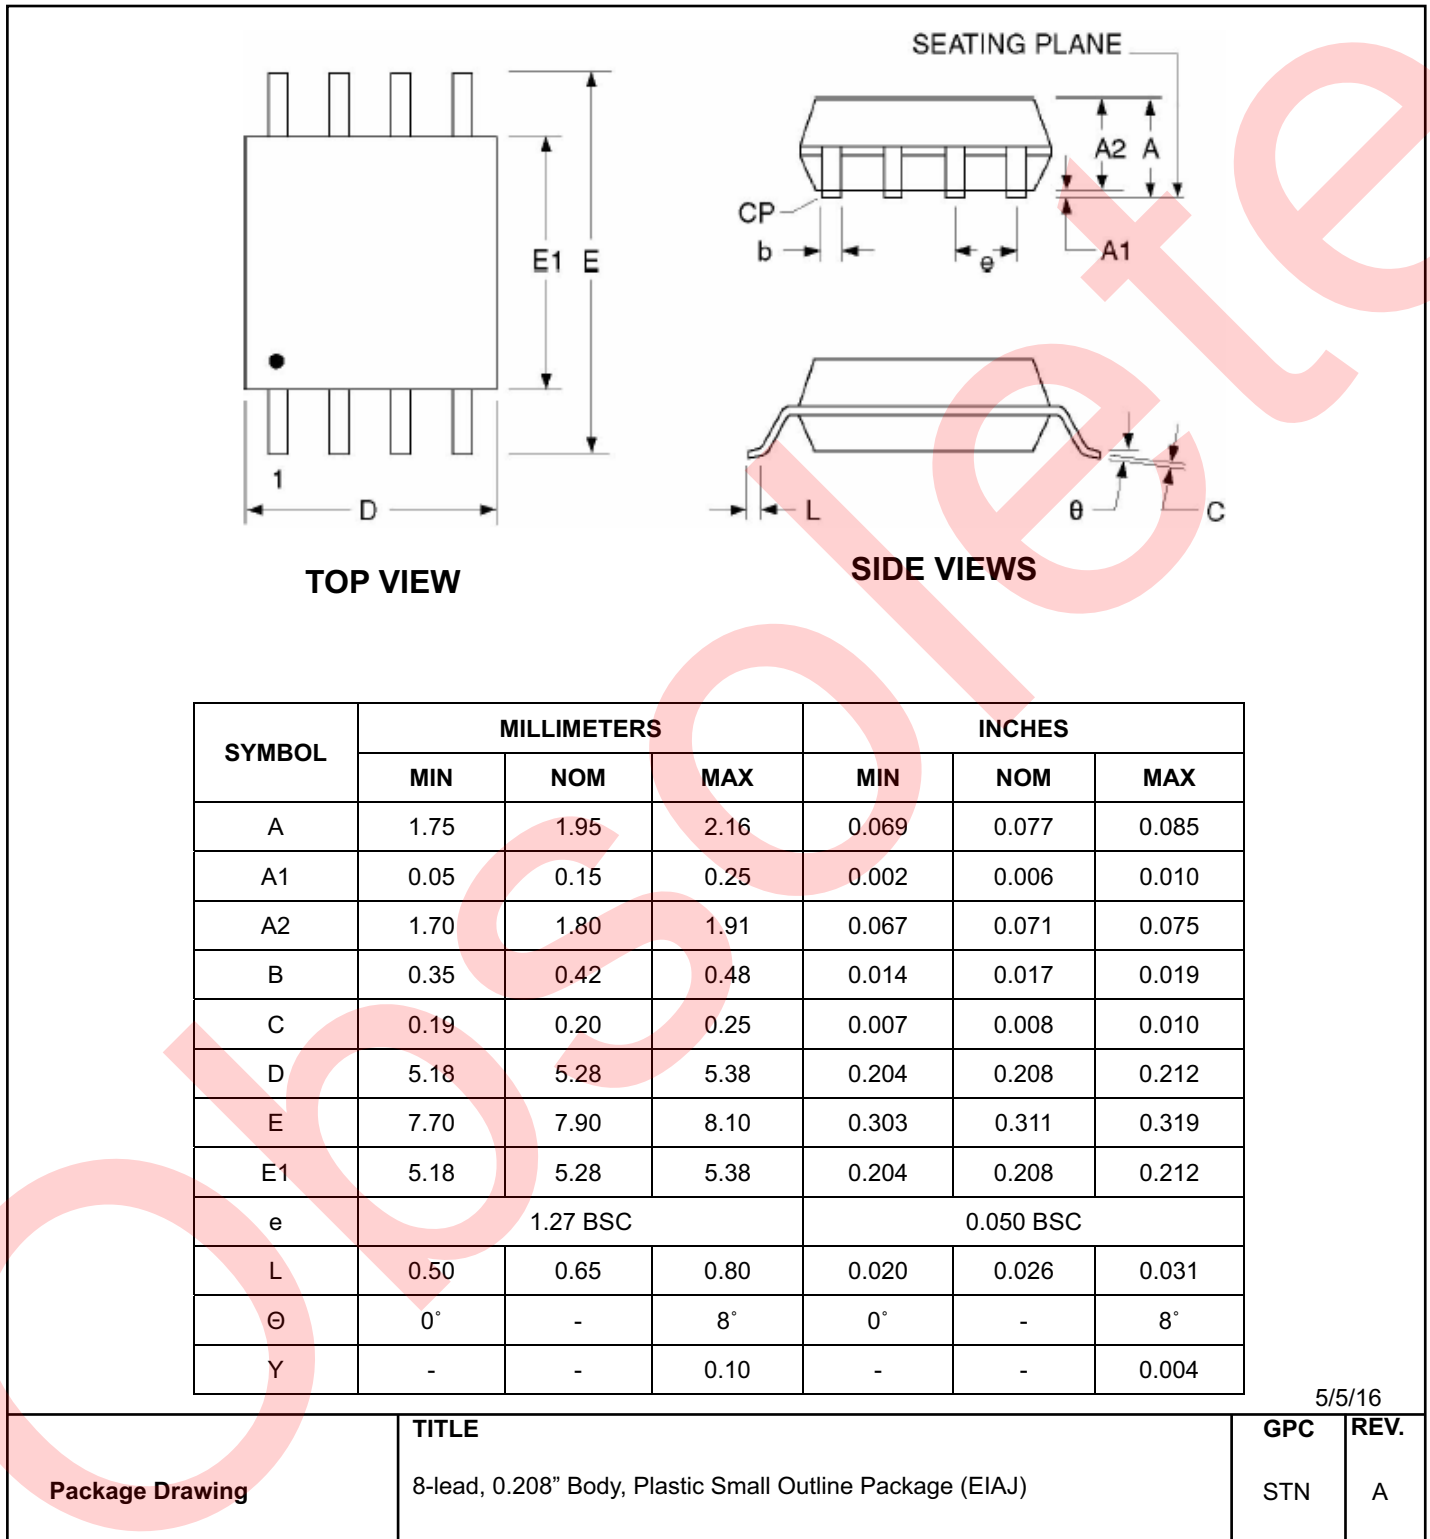 SEATING PLANE
A2 A
CP
b
e
A1
E1 E
1
D
L
θ
C
TOP VIEW
SIDE VIEWS
SYMBOL MILLIMETERS INCHES
MIN NOM MAX MIN NOM MAX
A 1.75 1.95 2.16 0.069 0.077 0.085
A1 0.05 0.15 0.25 0.002 0.006 0.010
A2 1.70 1.80 1.91 0.067 0.071 0.075
B 0.35 0.42 0.48 0.014 0.017 0.019
C 0.19 0.20 0.25 0.007 0.008 0.010
D 5.18 5.28 5.38 0.204 0.208 0.212
E 7.70 7.90 8.10 0.303 0.311 0.319
E1 5.18 5.28 5.38 0.204 0.208 0.212
e 1.27 BSC 0.050 BSC
L 0.50 0.65 0.80 0.020 0.026 0.031
Θ 0° - 8° 0° - 8°
Y - - 0.10 - - 0.004
5/5/16
Package Drawing
TITLE
8-lead, 0.208” Body, Plastic Small Outline Package (EIAJ)
GPC
STN
REV.
A
Obsolete